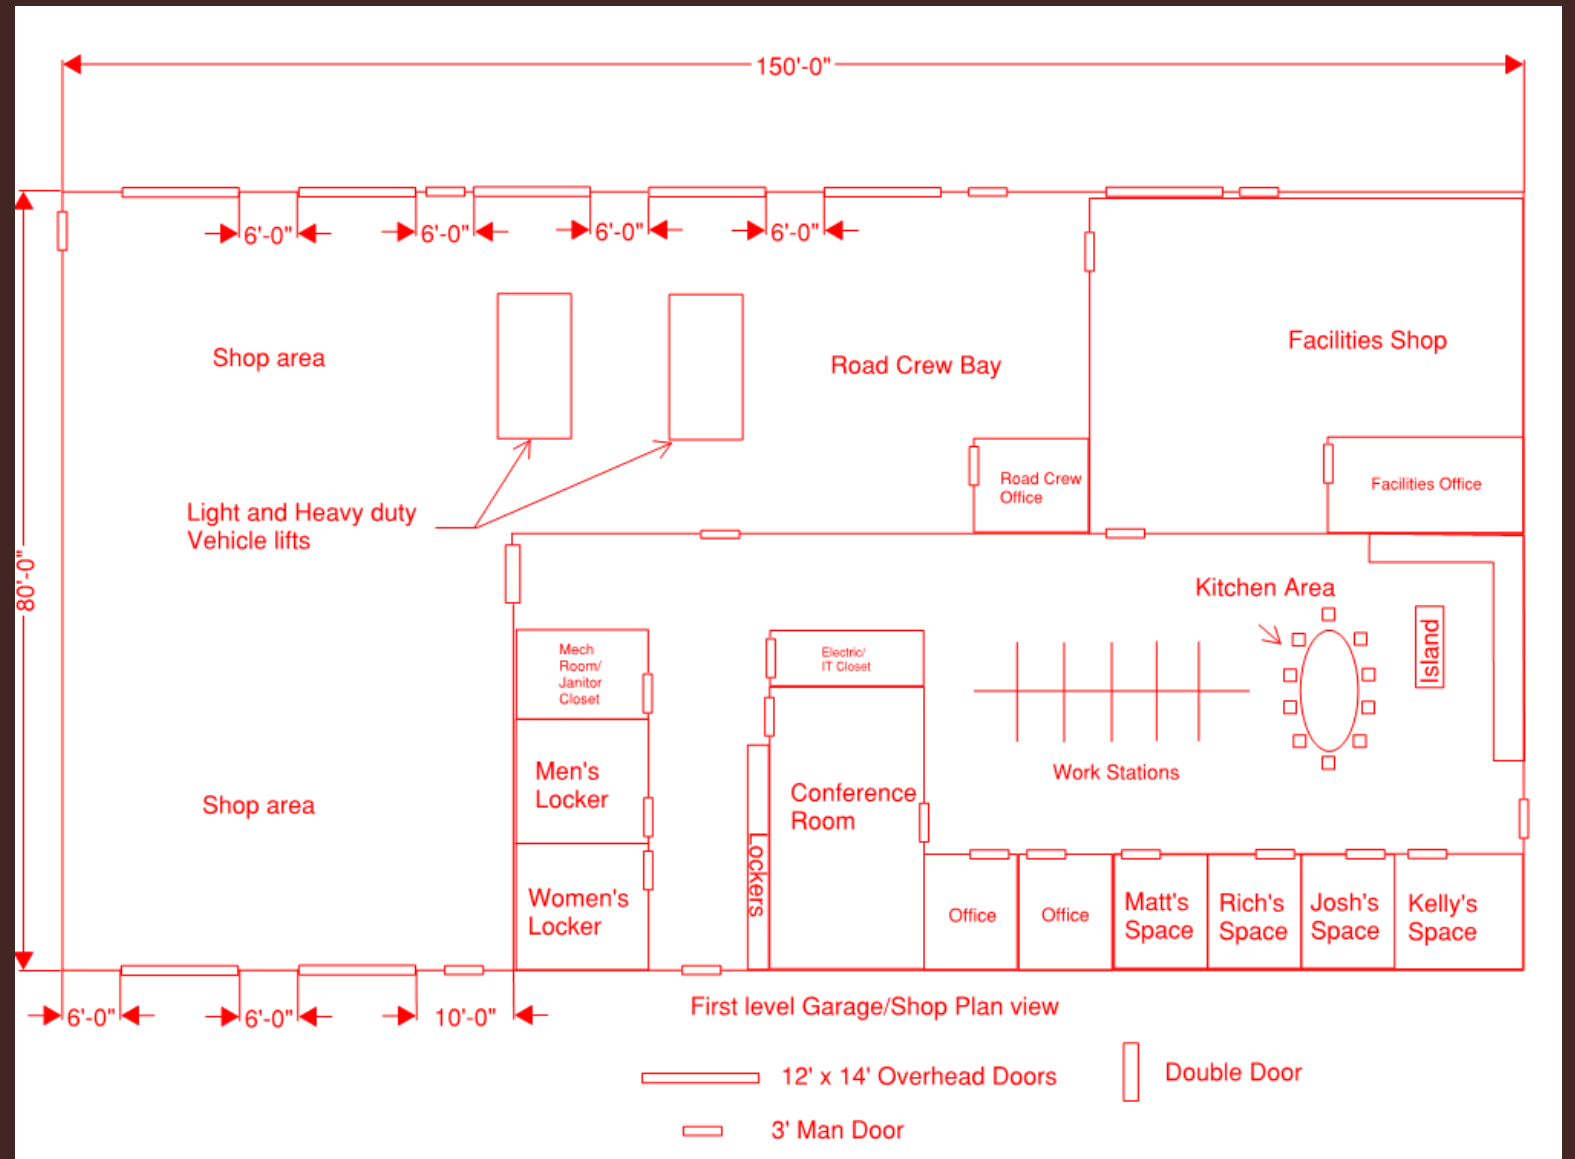 150'-0"
6'-0"
6'-0"
6'-0"
6'-0"
Shop area
Road Crew Bay
Facilities Shop
Road Crew
Office
Facilities Office
Light and Heavy duty
Vehicle lifts
80'-0"
Kitchen Area
Island
Mech
Room/
Janitor
Closet
Electric/
IT Closet
Men's
Locker
Shop area
Conference
Room
Work Stations
Lockers
Women's
Locker
Office
Office
Matt's
Space
Rich's
Space
Josh's
Space
Kelly's
Space
6'-0"
6'-0"
10'-0"
First level Garage/Shop Plan view
12' x 14' Overhead Doors
Double Door
3' Man Door